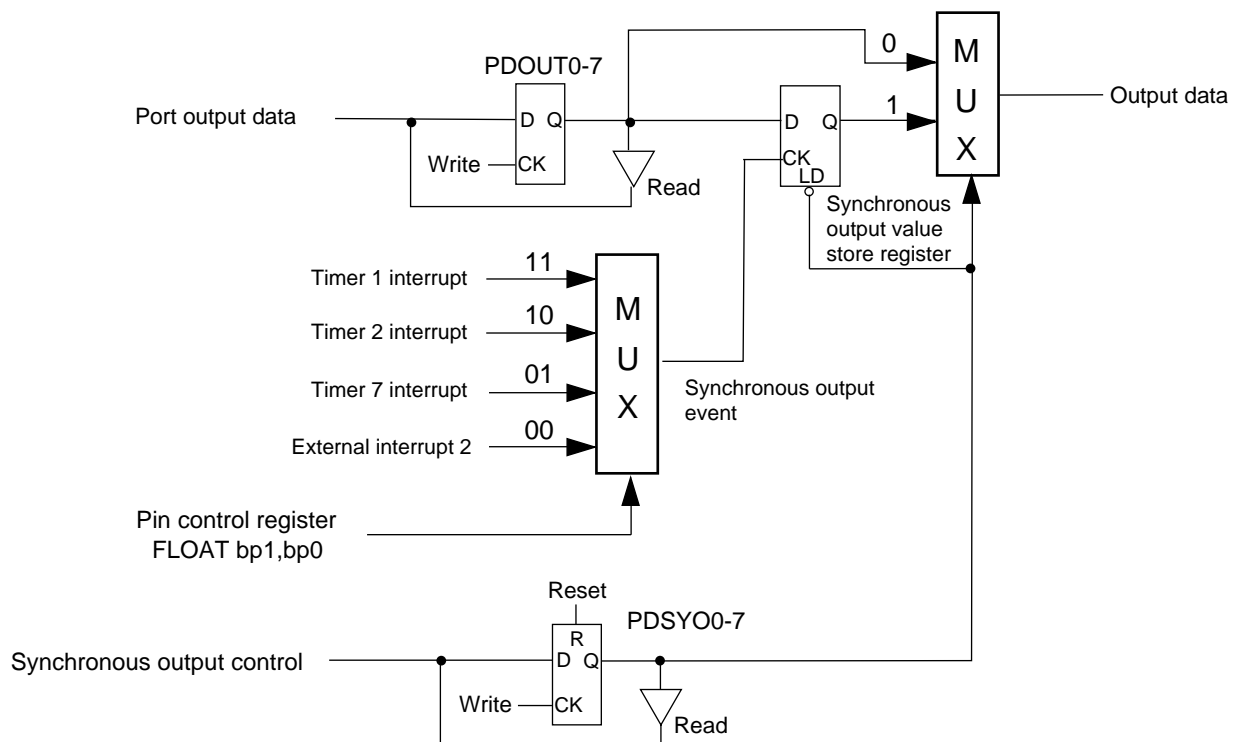 PDOUT0-7
Port output data
D Q
Write
CK
Read
0
1
D Q
CK
LD
M
U
X
Output data
Synchronous
output value
store register
Timer 1 interrupt
11
Timer 2 interrupt
10
Timer 7 interrupt
01
External interrupt 2
00
M
U
X
Synchronous output
event
Pin control register
FLOAT bp1,bp0
Reset
PDSYO0-7
R
Synchronous output control
D Q
Write
CK
Read